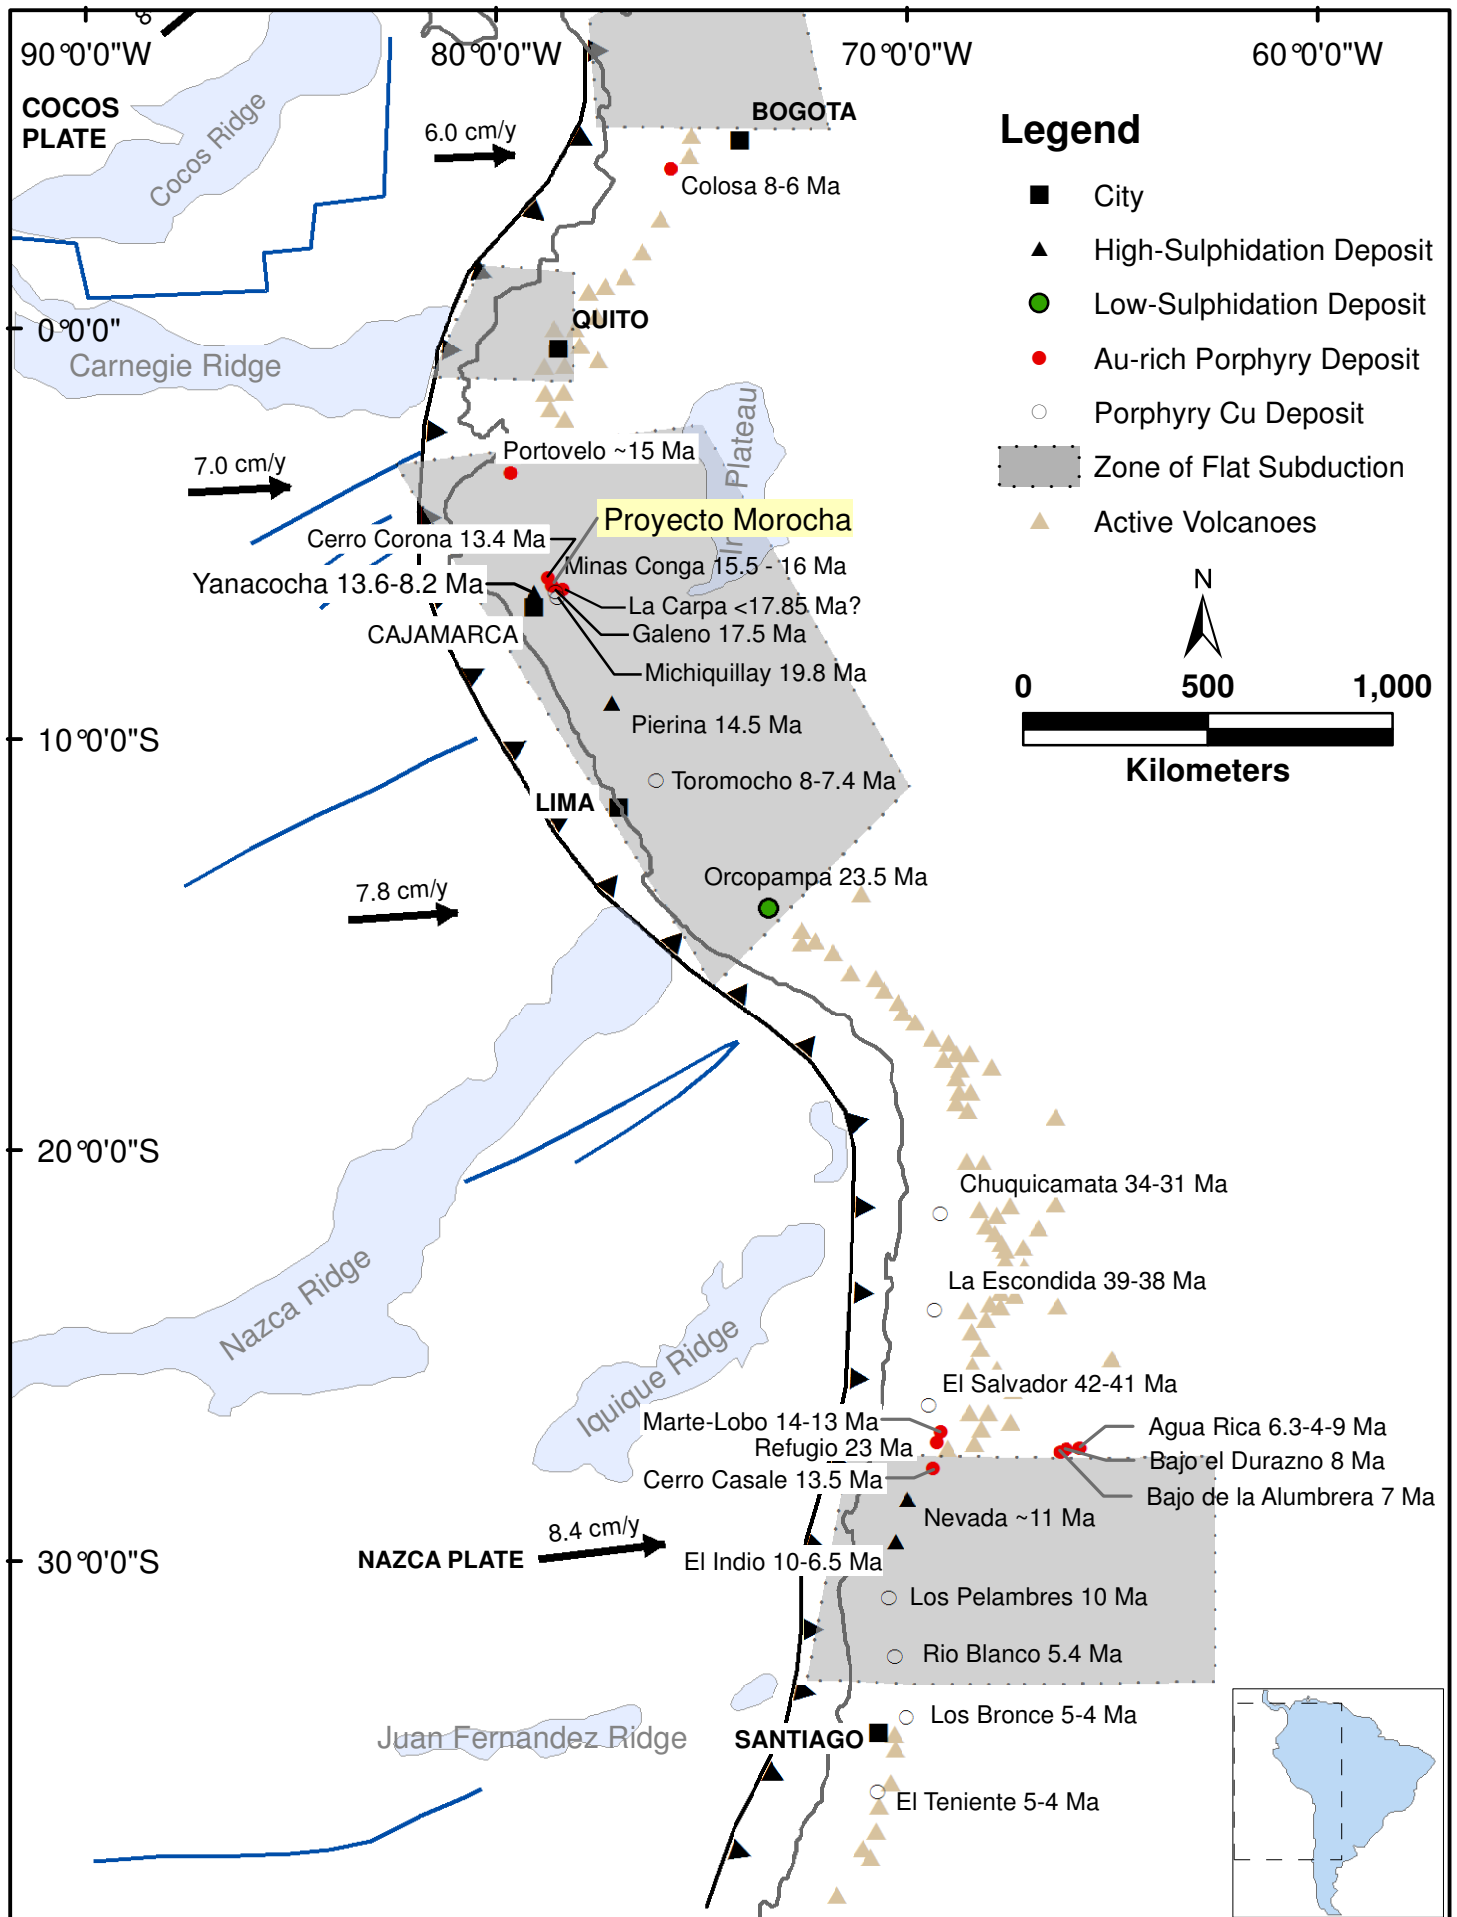 90°0'0"W
80°0'0"W
70°0'0"W
60°0'0"W
8
COCOS
PLATE
Cocos Ridge
6.0 cm/y
BOGOTA
Colosa 8-6 Ma
Legend
City
High-Sulphidation Deposit
Low-Sulphidation Deposit
Au-rich Porphyry Deposit
Porphyry Cu Deposit
Zone of Flat Subduction
Active Volcanoes
0°0'0"
QUITO
Carnegie Ridge
Plateau
7.0 cm/y
Portovelo ~15 Ma
Proyecto Morocha
Cerro Corona 13.4 Ma
Minas Conga 15.5 - 16 Ma
Yanacocha 13.6-8.2 Ma
La Carpa <17.85 Ma?
CAJAMARCA
Galeno 17.5 Ma
Michiquillay 19.8 Ma
N
0 500 1,000
Kilometers
Pierina 14.5 Ma
10°0'0"S
Toromocho 8-7.4 Ma
LIMA
Orcopampa 23.5 Ma
7.8 cm/y
20°0'0"S
Chuquicamata 34-31 Ma
Nazca Ridge
La Escondida 39-38 Ma
Iquique Ridge
El Salvador 42-41 Ma
Marte-Lobo 14-13 Ma
Agua Rica 6.3-4-9 Ma
Refugio 23 Ma
Bajo el Durazno 8 Ma
Cerro Casale 13.5 Ma
Bajo de la Alumbrera 7 Ma
Nevada ~11 Ma
8.4 cm/y
NAZCA PLATE
El Indio 10-6.5 Ma
30°0'0"S
Los Pelambres 10 Ma
Rio Blanco 5.4 Ma
Los Bronce 5-4 Ma
Juan Fernandez Ridge
SANTIAGO
El Teniente 5-4 Ma